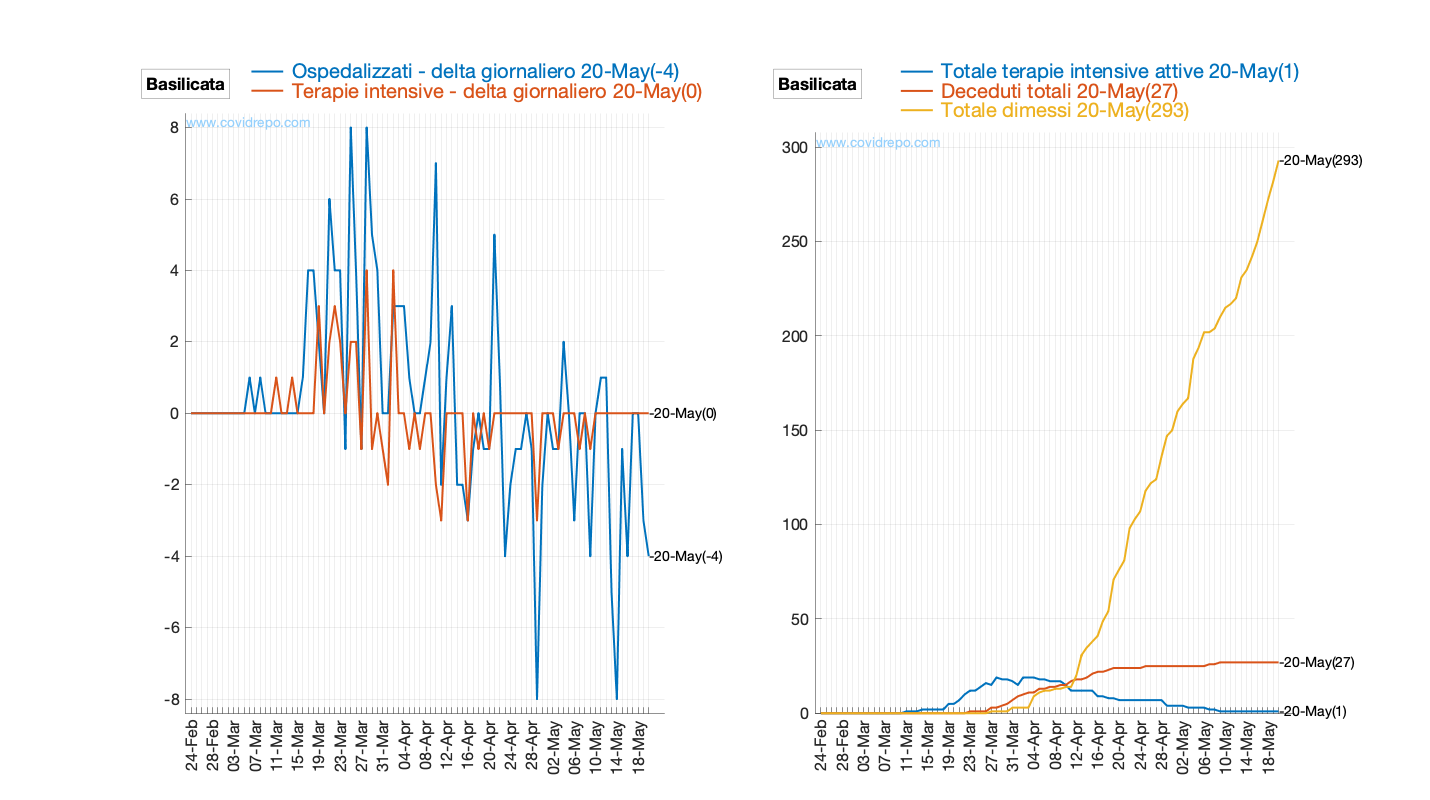 Basilicata
Ospedalizzati - delta giornaliero 20-May(-4)
Terapie intensive - delta giornaliero 20-May(0)
www.covidrepo.com
8
6
4
2
0
-2
-4
-6
-8
-20-May(0)
-20-May(-4)
24-Feb
28-Feb
03-Mar
07-Mar
11-Mar
15-Mar
19-Mar
23-Mar
27-Mar
31-Mar
04-Apr
08-Apr
12-Apr
16-Apr
20-Apr
24-Apr
28-Apr
02-May
06-May
10-May
14-May
18-May
Basilicata
Totale terapie intensive attive 20-May(1)
Deceduti totali 20-May(27)
Totale dimessi 20-May(293)
www.covidrepo.com
300
250
200
150
100
50
0
-20-May(293)
-20-May(27)
-20-May(1)
24-Feb
28-Feb
03-Mar
07-Mar
11-Mar
15-Mar
19-Mar
23-Mar
27-Mar
31-Mar
04-Apr
08-Apr
12-Apr
16-Apr
20-Apr
24-Apr
28-Apr
02-May
06-May
10-May
14-May
18-May